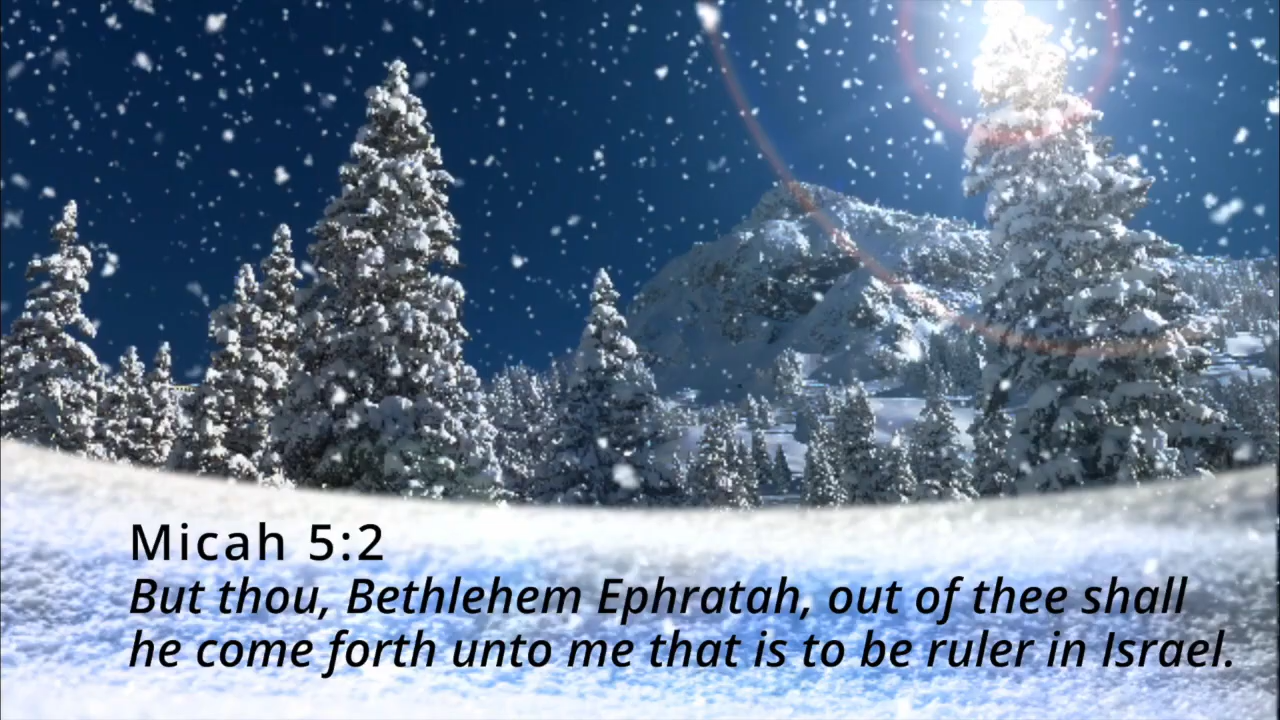 Micah 5:2
But thou, Bethlehem Ephratah, out of thee shall
he come forth unto me that is to be ruler in Israel.